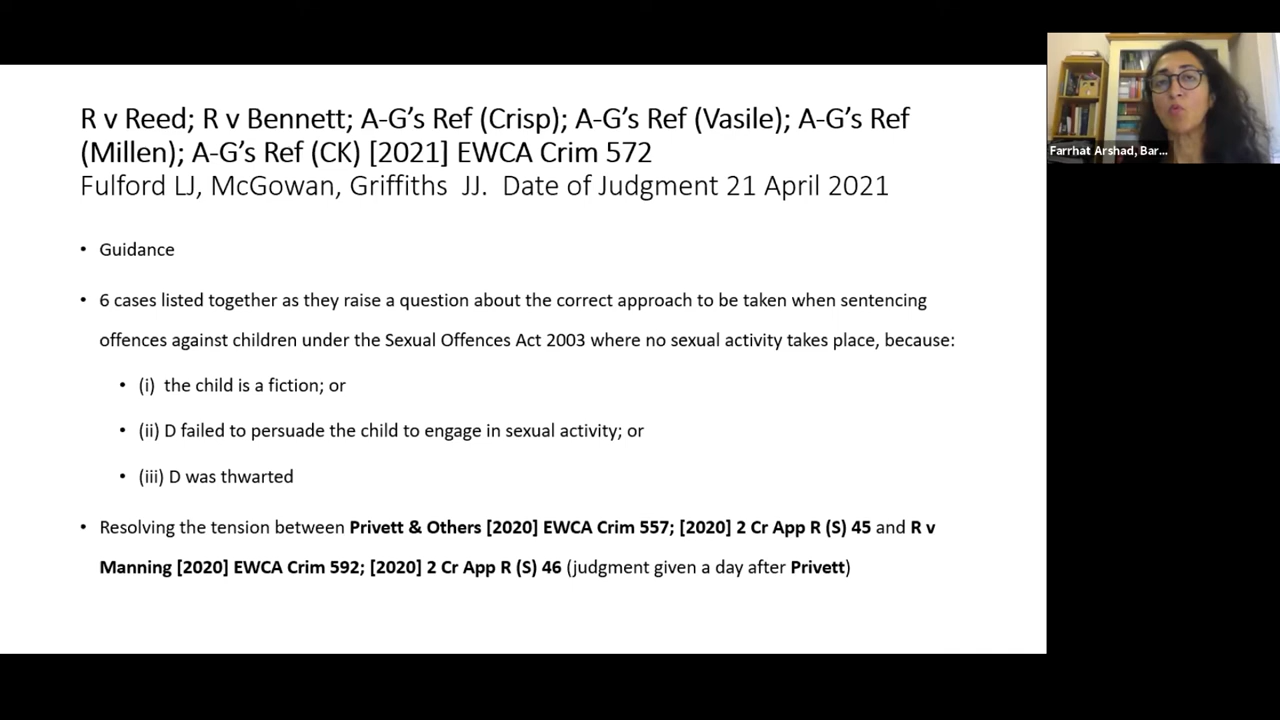 R v Reed; R v Bennett; A-G’s Ref (Crisp); A-G’s Ref (Vasile); A-G’s Ref
(Millen); A-G’s Ref (CK) [2021] EWCA Crim 572
Fulford LJ, McGowan, Griffiths JJ. Date of Judgment 21 April 2021
• Guidance
• 6 cases listed together as they raise a question about the correct approach to be taken when sentencing
offences against children under the Sexual Offences Act 2003 where no sexual activity takes place, because:
• (i) the child is a fiction; or
• (ii) D failed to persuade the child to engage in sexual activity; or
• (iii) D was thwarted
• Resolving the tension between Privett & Others [2020] EWCA Crim 557; [2020] 2 Cr App R (S) 45 and R v
Manning [2020] EWCA Crim 592; [2020] 2 Cr App R (S) 46 (judgment given a day after Privett)
Farrhat Arshad, Bar...